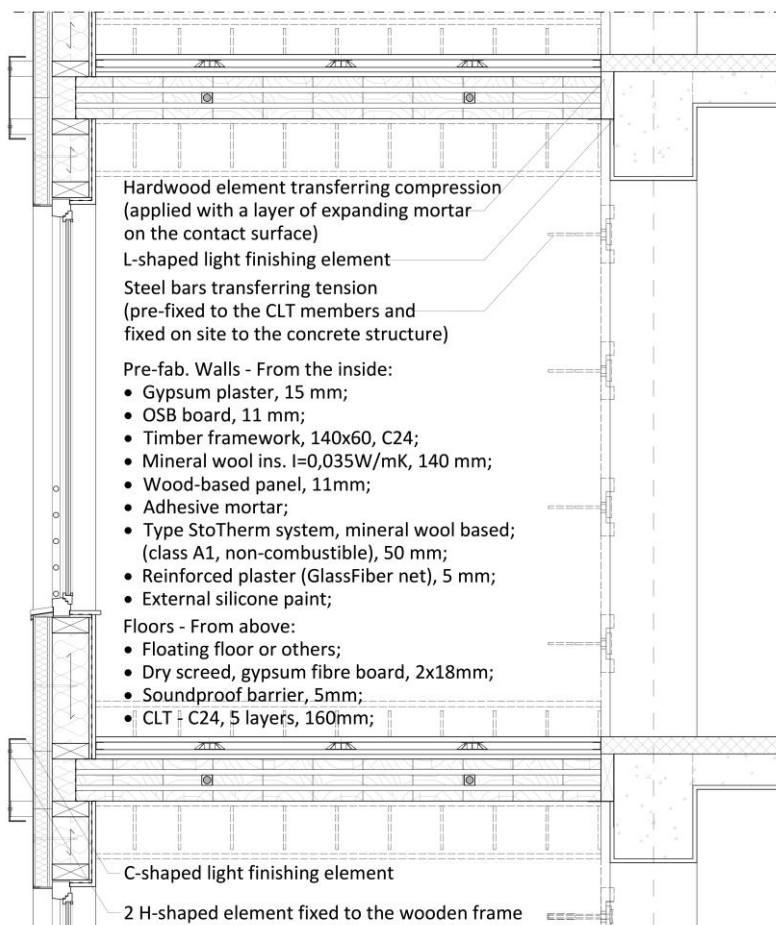 Hardwood element transferring compression
(applied with a layer of expanding mortar
on the contact surface)
L-shaped light finishing element
Steel bars transferring tension
(pre-fixed to the CLT members and
fixed on site to the concrete structure)
Pre-fab. Walls - From the inside:
• Gypsum plaster, 15 mm;
• OSB board, 11 mm;
• Timber framework, 140x60, C24;
• Mineral wool ins. I=0,035W/mK, 140 mm;
• Wood-based panel, 11mm;
• Adhesive mortar;
• Type StoTherm system, mineral wool based;
(class A1, non-combustible), 50 mm;
• Reinforced plaster (GlassFiber net), 5 mm;
• External silicone paint;
Floors - From above:
• Floating floor or others;
• Dry screed, gypsum fibre board, 2x18mm;
• Soundproof barrier, 5mm;
• CLT - C24, 5 layers, 160mm;
C-shaped light finishing element
2 H-shaped element fixed to the wooden frame